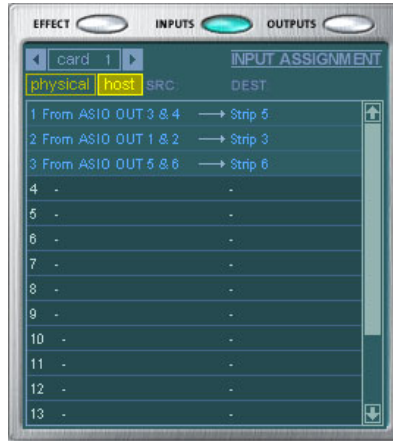 EFFECT INPUTS OUTPUTS
card 1 INPUT ASSIGNMENT
physical host SRC: DEST:
1 From ASIO OUT 3 & 4 → Strip 5
2 From ASIO OUT 1 & 2 → Strip 3
3 From ASIO OUT 5 & 6 → Strip 6
4 - -
5 - -
6 - -
7 - -
8 - -
9 - -
10 - -
11 - -
12 - -
13 - -